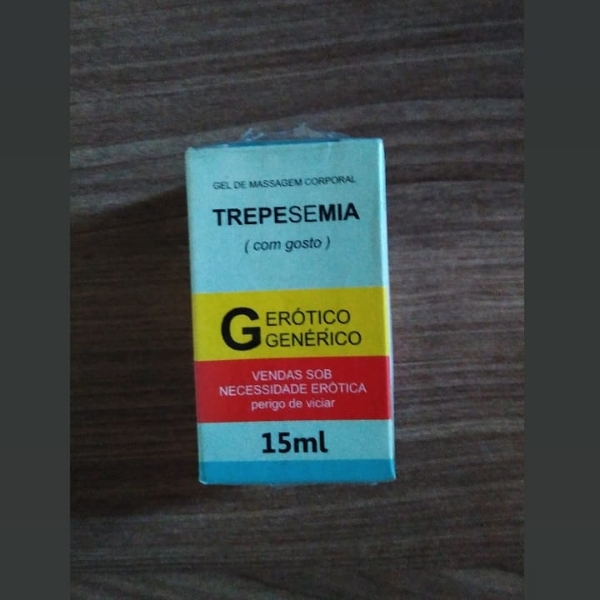 GEL DE MASSAGEM CORPORAL
TREPESEMIA
( com gosto )
G ERÓTICO
GENÉRICO
VENDAS SOB
NECESSIDADE ERÓTICA
perigo de viciar
15ml